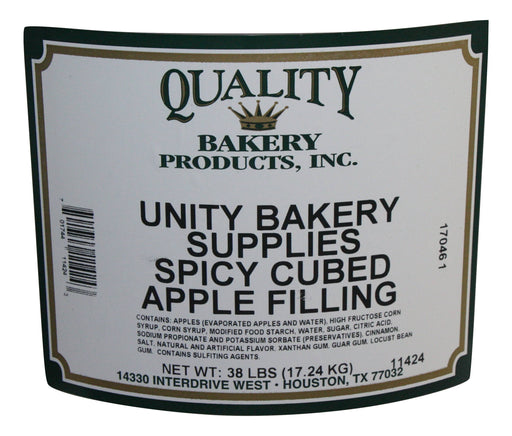 QUALITY
BAKERY
PRODUCTS, INC.
UNITY BAKERY
SUPPLIES
SPICY CUBED
APPLE FILLING
CONTAINS: APPLES (EVAPORATED APPLES AND WATER), HIGH FRUCTOSE CORN
SYRUP, CORN SYRUP, MODIFIED FOOD STARCH, WATER, SUGAR, CITRIC ACID,
SODIUM PROPIONATE AND POTASSIUM SORBATE (PRESERVATIVES), CINNAMON,
SALT, NATURAL AND ARTIFICIAL FLAVOR, XANTHAN GUM, GUAR GUM, LOCUST BEAN
GUM. CONTAINS SULFITING AGENTS.
NET WT: 38 LBS (17.24 KG)
11424
14330 INTERDRIVE WEST • HOUSTON, TX 77032
170461
01744 11424